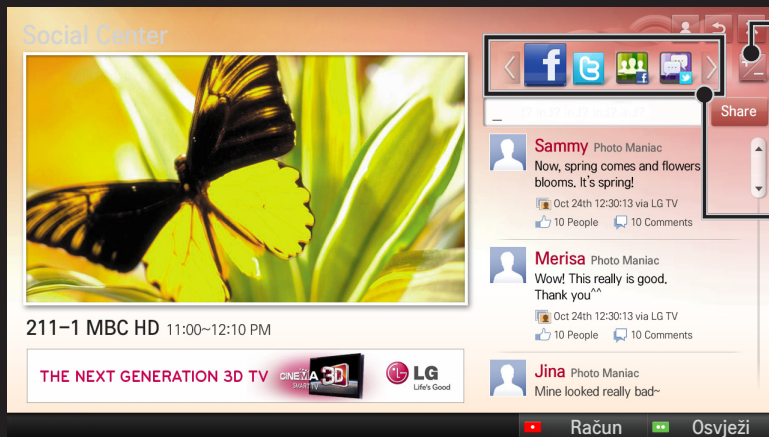 Social Center
f
f
_
Share
Sammy Photo Maniac
Now, spring comes and flowers
blooms. It's spring!
Oct 24th 12:30:13 via LG TV
10 People 10 Comments
Merisa Photo Maniac
Wow! This really is good.
Thank you^^
Oct 24th 12:30:13 via LG TV
10 People 10 Comments
Jina Photo Maniac
Mine looked really bad~
211-1 MBC HD 11:00~12:10 PM
THE NEXT GENERATION 3D TV CINEMA 3D SMART TV LG
Life's Good
Račun Osvježi